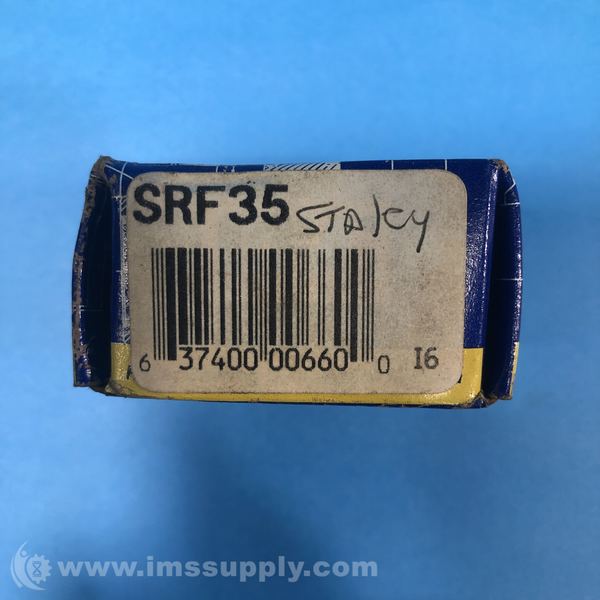 SRF35 Staley
6 37400 00660 0 I6
www.imssupply.com